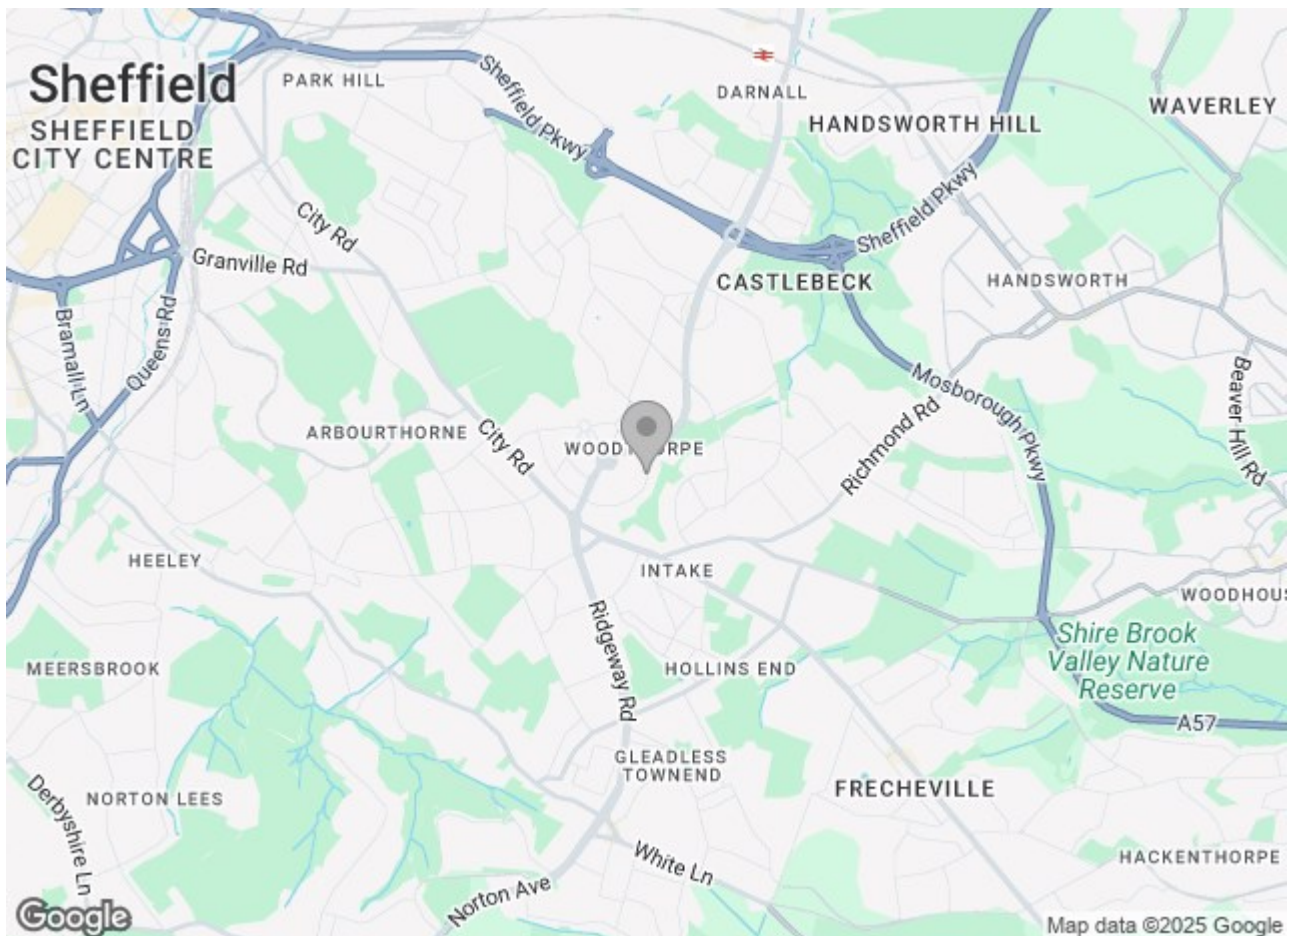 Sheffield
SHEFFIELD
CITY CENTRE
PARK HILL
Sheffield Pkwy
DARNALL
HANDSWORTH HILL
WAVERLEY
City Rd
Granville Rd
Sheffield Pkwy
CASTLEBECK
HANDSWORTH
Bramall Ln
Queens Rd
Mosborough Pkwy
Beaver Hill Rd
ARBOURTHORNE
City Rd
WOODTHORPE
Richmond Rd
HEELEY
INTAKE
WOODHOUS
Ridgeway Rd
Shire Brook
Valley Nature
Reserve
MEERSBROOK
HOLLINS END
A57
GLEADLESS
TOWNEND
Derbyshire Ln
NORTON LEES
FRECHEVILLE
White Ln
HACKENTHORPE
Norton Ave
Google
Map data ©2025 Google